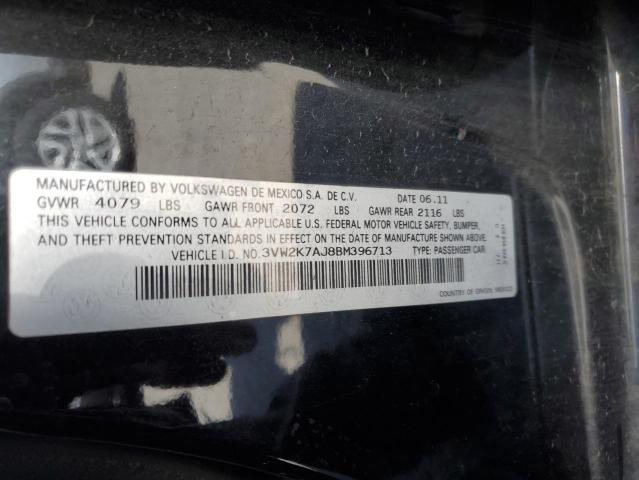 MANUFACTURED BY VOLKSWAGEN DE MEXICO S.A. DE C.V. DATE 06.11
GVWR 4079 LBS GAWR FRONT 2072 LBS GAWR REAR 2116 LBS
THIS VEHICLE CONFORMS TO ALL APPLICABLE U.S. FEDERAL MOTOR VEHICLE SAFETY, BUMPER,
AND THEFT PREVENTION STANDARDS IN EFFECT ON THE DATE OF MANUFACTURE SHOWN ABOVE.
VEHICLE I.D. NO. 3VW2K7AJ8BM396713 TYPE: PASSENGER CAR
COUNTRY OF ORIGIN: MEXICO